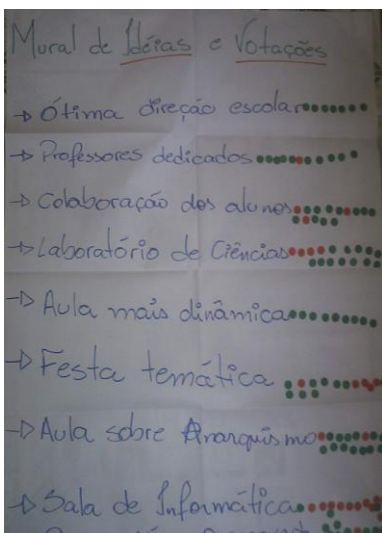 Mural de Idéias e Votações
→ Ótima direção escolar
→ Professores dedicados
→ Colaboração dos alunos
→ Laboratório de Ciências
→ Aula mais dinâmica
→ Festa temática
→ Aula sobre Anarquismo
→ Sala de Informática